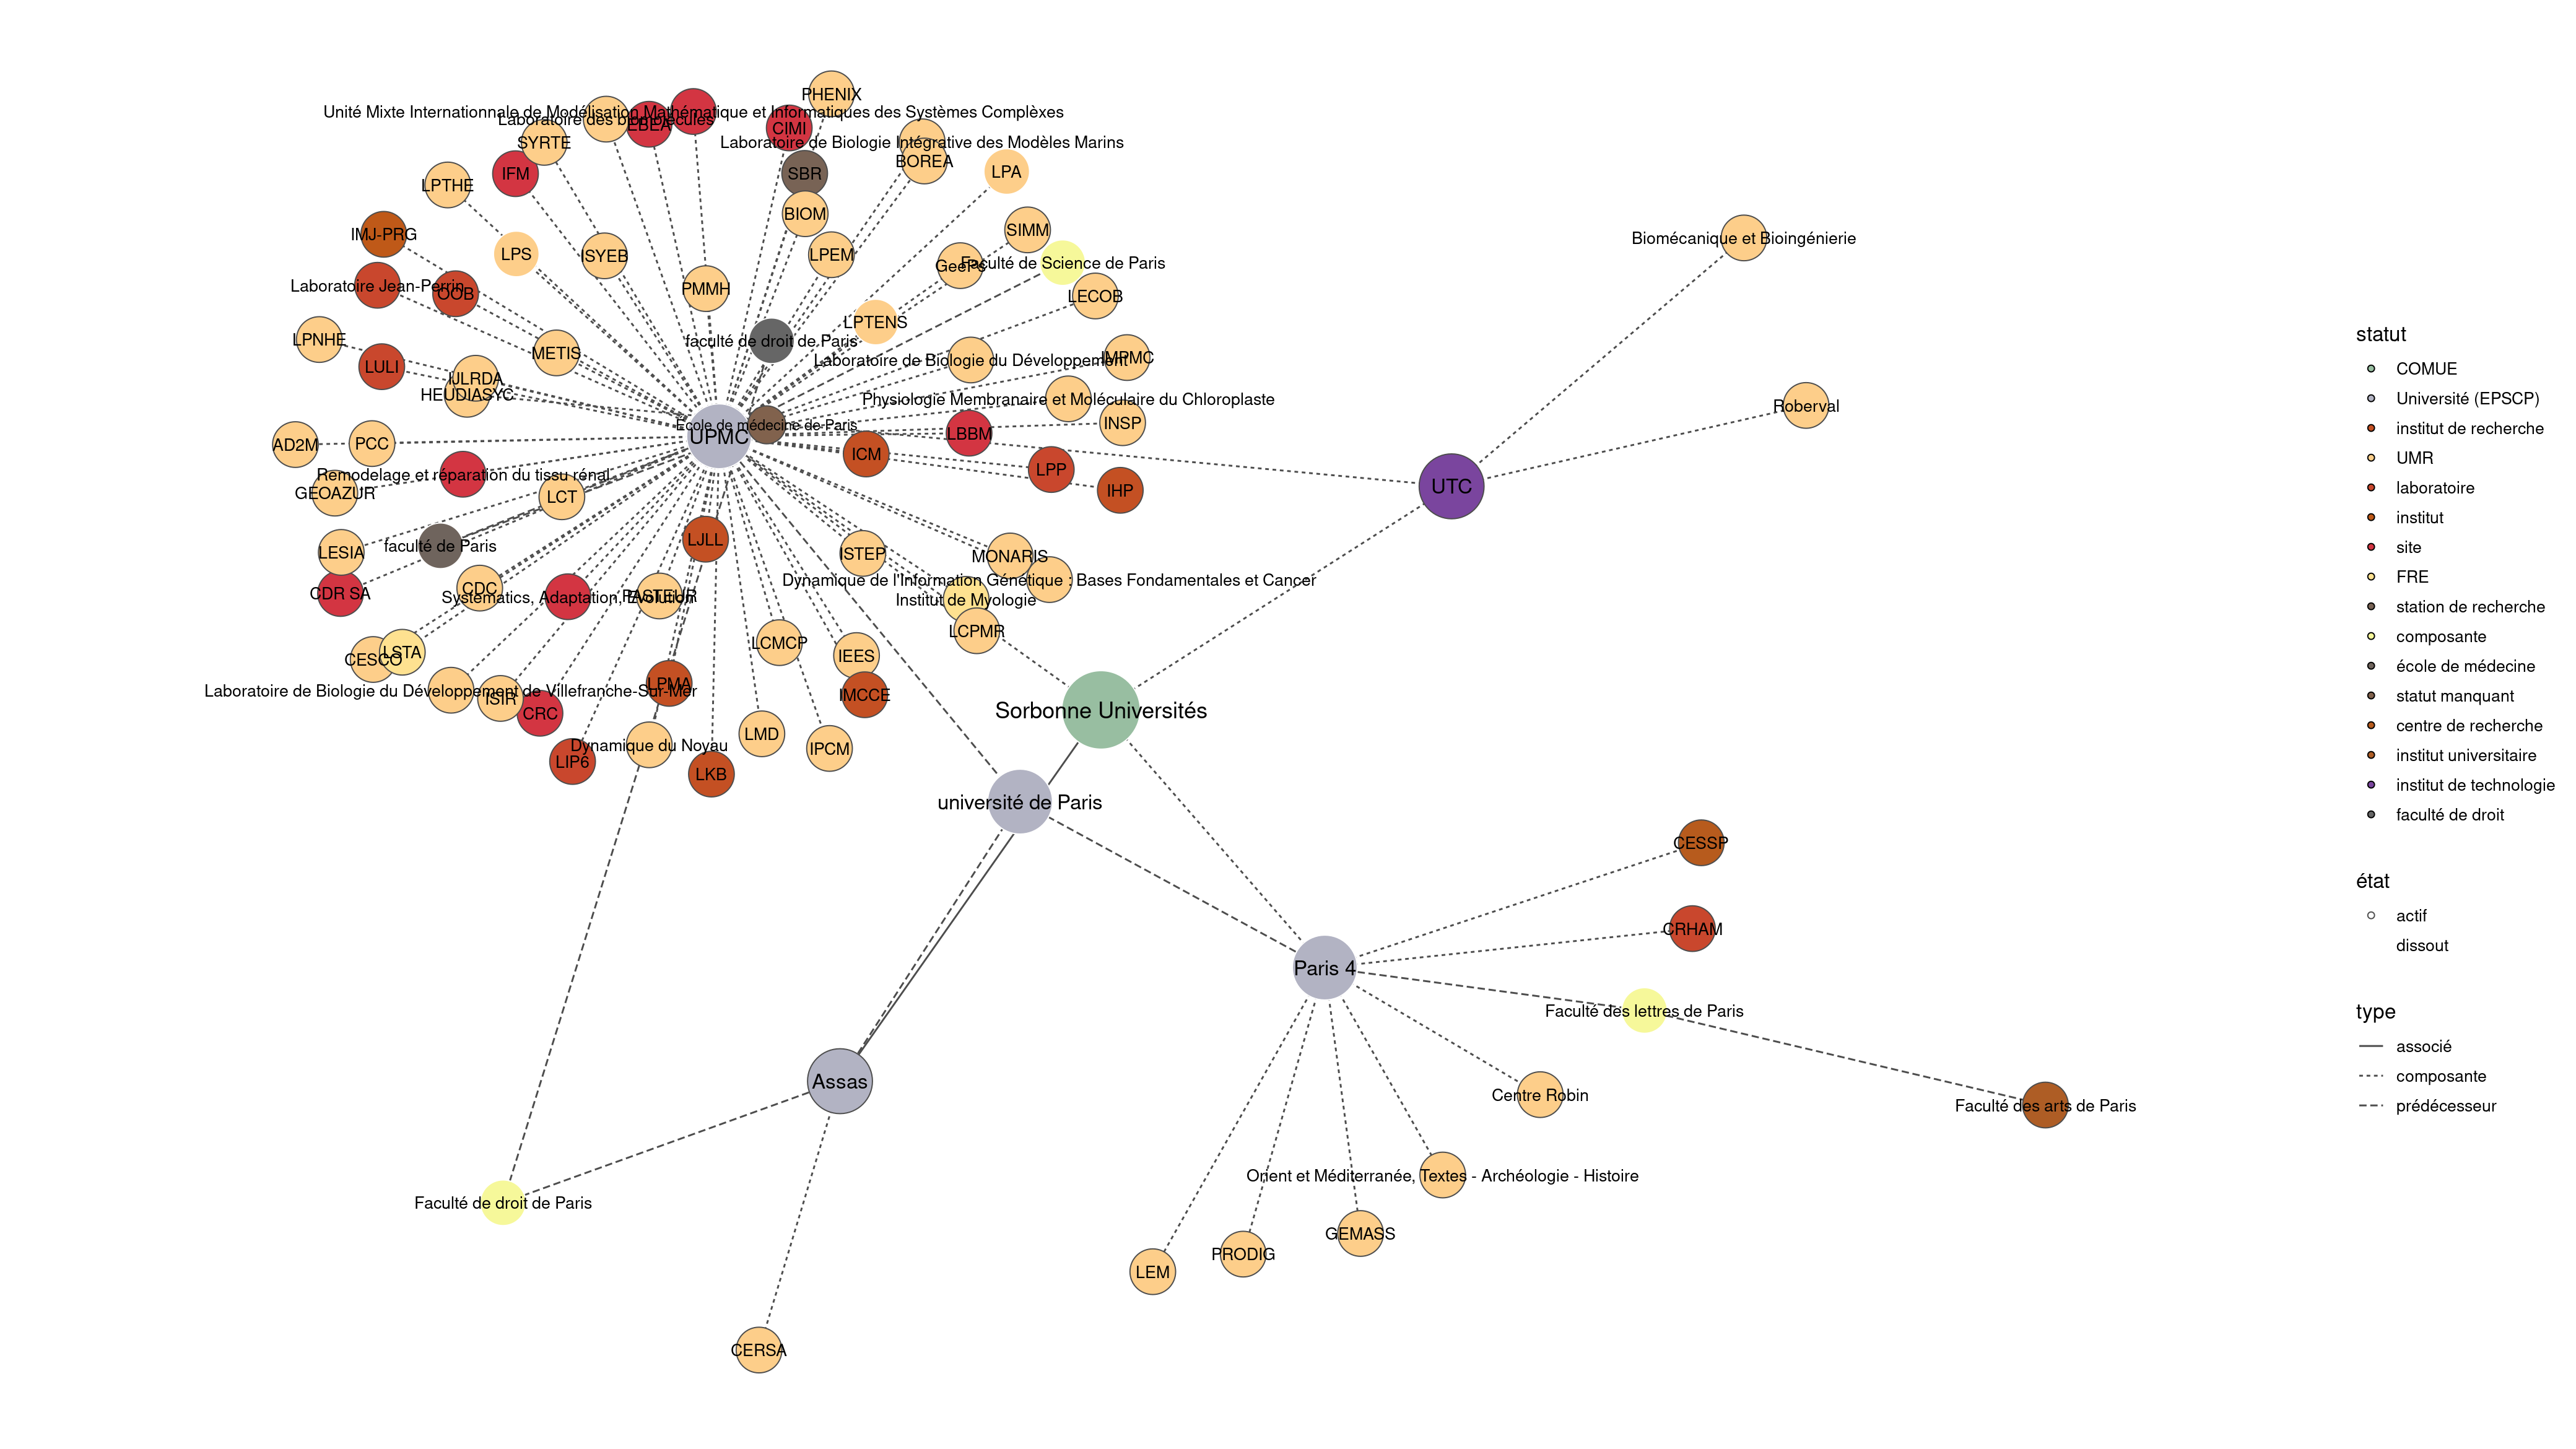 PHENIX
Unité Mixte Internationnale de Modélisation Mathématique et Informatiques des Systèmes Complexes
Laboratoire des biomolécules
EBEA
CIMI
SYRTE
Laboratoire de Biologie Intégrative des Modèles Marins
BOREA
IFM
SBR
LPA
LPTHE
BIOM
SIMM
IMJ-PRG
LPS
ISYEB
LPEM
GeePs
Faculté de Science de Paris
Laboratoire Jean-Perrin
OOB
PMMH
LECOB
LPTENS
LPNHE
faculté de droit de Paris
METIS
Laboratoire de Biologie du Développement
IMPMC
LULI
IJLRDA
HEUDIASYC
Physiologie Membranaire et Moléculaire du Chloroplaste
INSP
École de médecine de Paris
UPMC
LBBM
AD2M
PCC
ICM
LPP
Remodelage et réparation du tissu rénal
GEOAZUR
LCT
IHP
LJLL
faculté de Paris
LESIA
ISTEP
MONARIS
CDR SA
CDC
Systematics, Adaptation, Evolution
PASTEUR
Dynamique de l'Information Génétique : Bases Fondamentales et Cancer
Institut de Myologie
LCPMR
LCMCP
CESCO
LSTA
IEES
Laboratoire de Biologie du Développement de Villefranche-Sur-Mer
LPMA
IMCCE
ISIR
CRC
LMD
Dynamique du Noyau
IPCM
LIP6
LKB
Biomécanique et Bioingénierie
Roberval
UTC
Sorbonne Universités
université de Paris
CESSP
CRHAM
Paris 4
Faculté des lettres de Paris
Assas
Centre Robin
Faculté des arts de Paris
Orient et Méditerranée, Textes - Archéologie - Histoire
Faculté de droit de Paris
GEMASS
PRODIG
LEM
CERSA
statut
COMUE
Université (EPSCP)
institut de recherche
UMR
laboratoire
institut
site
FRE
station de recherche
composante
école de médecine
statut manquant
centre de recherche
institut universitaire
institut de technologie
faculté de droit
état
actif
dissout
type
associé
composante
prédécesseur